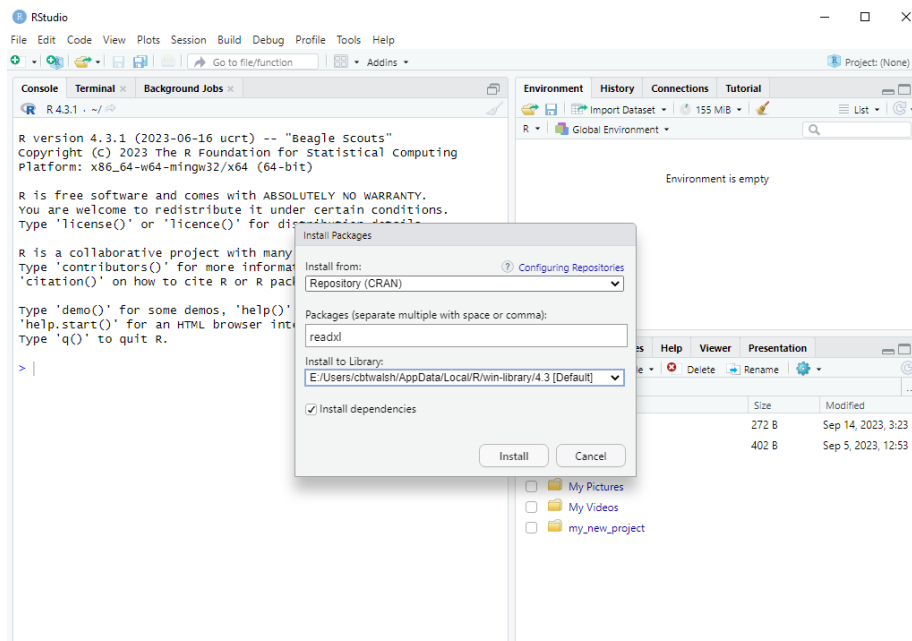 RStudio
File Edit Code View Plots Session Build Debug Profile Tools Help
Go to file/function
Addins
Project: (None)
Console Terminal Background Jobs
R 4.3.1 · ~/
R version 4.3.1 (2023-06-16 ucrt) -- "Beagle Scouts"
Copyright (C) 2023 The R Foundation for Statistical Computing
Platform: x86_64-w64-mingw32/x64 (64-bit)
R is free software and comes with ABSOLUTELY NO WARRANTY.
You are welcome to redistribute it under certain conditions.
Type 'license()' or 'licence()' for distribution details.
R is a collaborative project with many
Type 'contributors()' for more
'citation()' on how to cite R or R
Type 'demo()' for some demos, 'help()'
'help.start()' for an HTML browser
Type 'q()' to quit R.
>
Install Packages
Install from:
? Configuring Repositories
Repository (CRAN)
Packages (separate multiple with space or comma):
readxl
Install to Library:
E:/Users/cbtwalsh/AppData/Local/R/win-library/4.3 [Default]
Install dependencies
Install Cancel
Environment History Connections Tutorial
Import Dataset 155 MiB List
R Global Environment
Environment is empty
Help Viewer Presentation
Delete Rename
Size Modified
272 B Sep 14, 2023, 3:23
402 B Sep 5, 2023, 12:53
My Pictures
My Videos
my_new_project